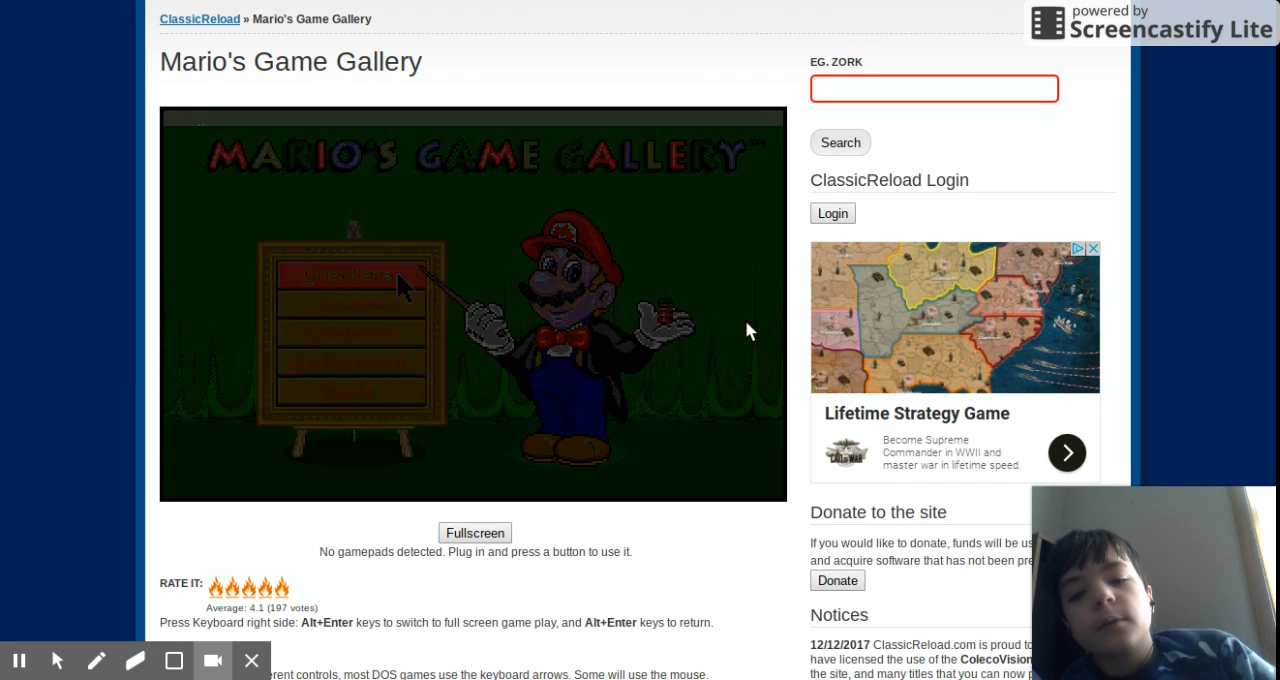 ClassicReload » Mario's Game Gallery
powered by
Screencastify Lite
Mario's Game Gallery
EG. ZORK
MARIO'S GAME GALLERY™
Checkers
Search
ClassicReload Login
Login
Lifetime Strategy Game
Become Supreme
Commander in WWII and
master war in lifetime speed.
Fullscreen
No gamepads detected. Plug in and press a button to use it.
RATE IT:
Average: 4.1 (197 votes)
Press Keyboard right side: Alt+Enter keys to switch to full screen game play, and Alt+Enter keys to return.
erent controls, most DOS games use the keyboard arrows. Some will use the mouse.
Donate to the site
If you would like to donate, funds will be us
and acquire software that has not been pre
Donate
Notices
12/12/2017 ClassicReload.com is proud to
have licensed the use of the ColecoVision
the site, and many titles that you can now p